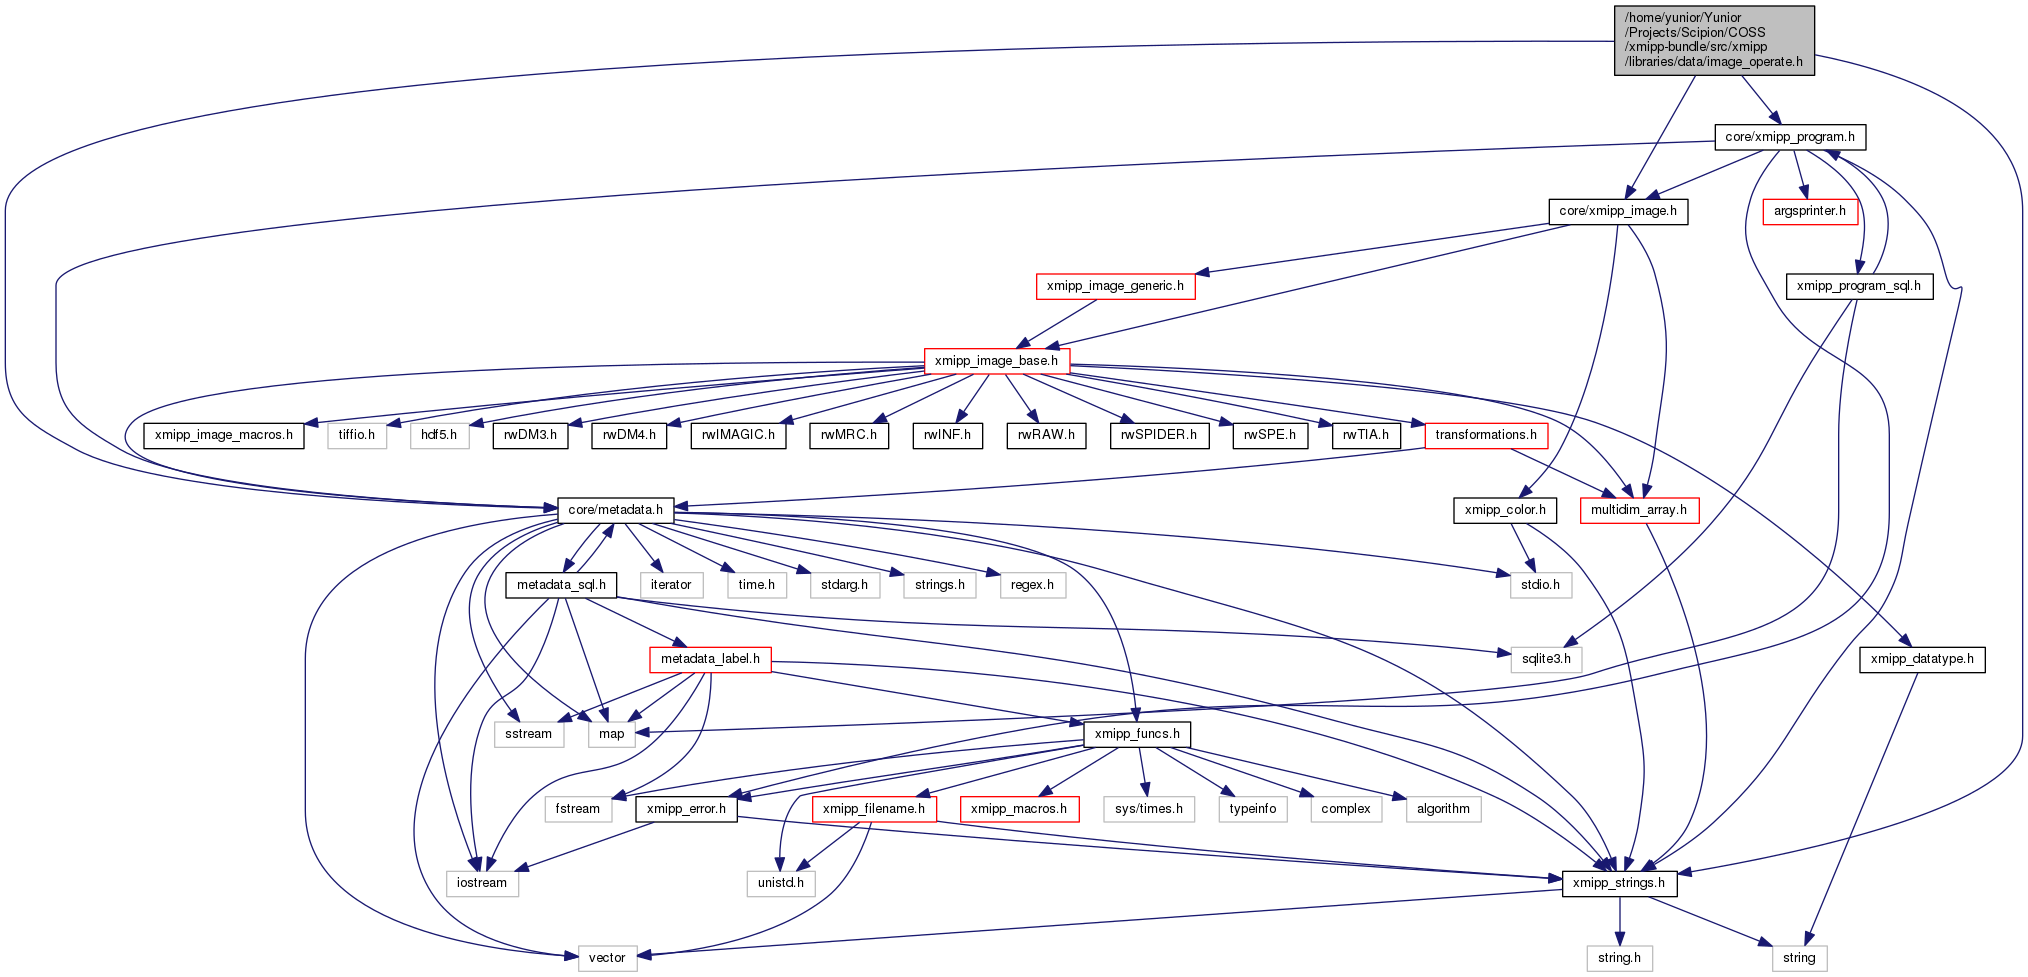 /home/yunior/Yunior
/Projects/Scipion/COSS
/xmipp-bundle/src/xmipp
/libraries/data/image_operate.h
core/xmipp_program.h
core/xmipp_image.h
argsprinter.h
xmipp_image_generic.h
xmipp_program_sql.h
xmipp_image_base.h
xmipp_image_macros.h
tiffio.h
hdf5.h
rwDM3.h
rwDM4.h
rwIMAGIC.h
rwMRC.h
rwINF.h
rwRAW.h
rwSPIDER.h
rwSPE.h
rwTIA.h
transformations.h
core/metadata.h
xmipp_color.h
multidim_array.h
metadata_sql.h
iterator
time.h
stdarg.h
strings.h
regex.h
stdio.h
metadata_label.h
sqlite3.h
xmipp_datatype.h
sstream
map
xmipp_funcs.h
fstream
xmipp_error.h
xmipp_filename.h
xmipp_macros.h
sys/times.h
typeinfo
complex
algorithm
iostream
unistd.h
xmipp_strings.h
vector
string.h
string